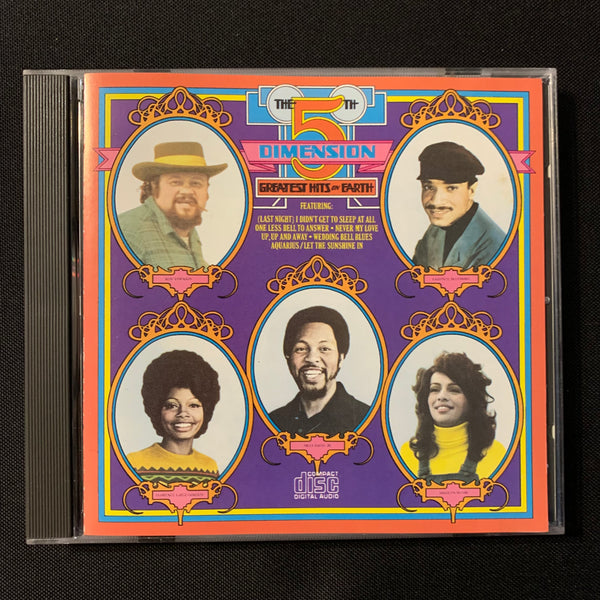 THE 5TH
DIMENSION
GREATEST HITS ON EARTH
FEATURING:
(LAST NIGHT) I DIDN'T GET TO SLEEP AT ALL
ONE LESS BELL TO ANSWER • NEVER MY LOVE
UP, UP AND AWAY • WEDDING BELL BLUES
AQUARIUS/LET THE SUNSHINE IN
COMPACT
disc
DIGITAL AUDIO